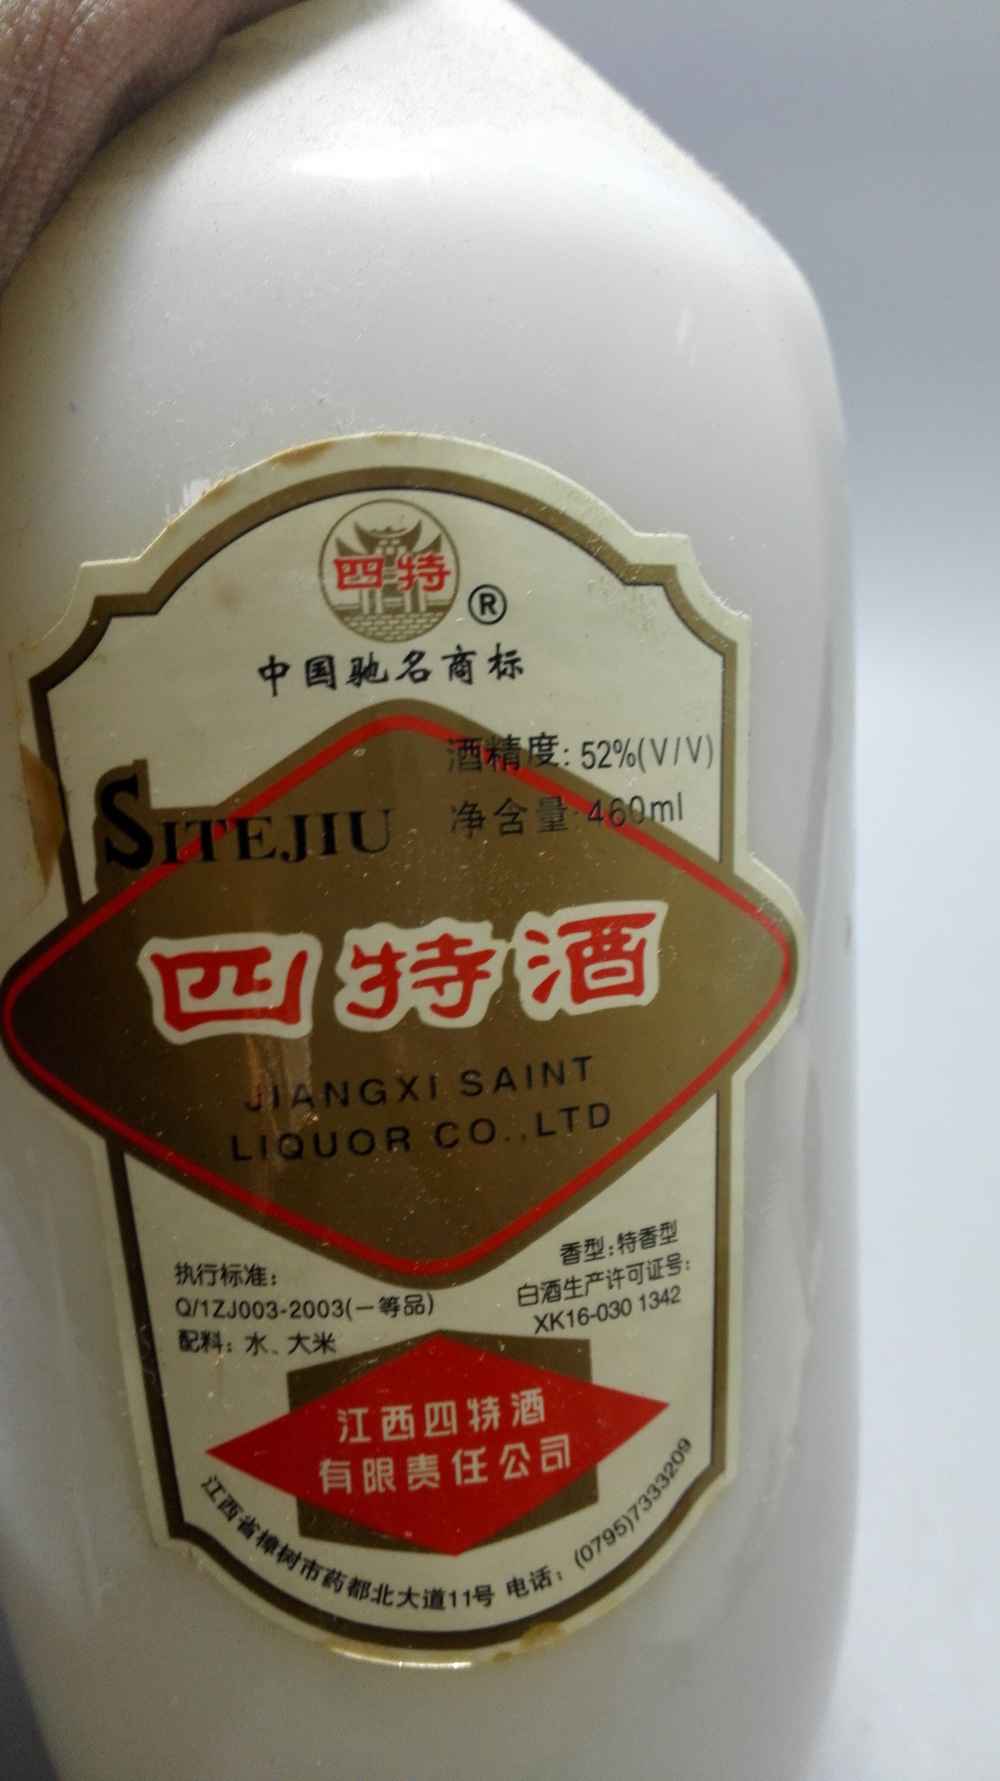 四特
®
中国驰名商标
酒精度: 52%(V/V)
净含量: 460ml
SITEJIU
四特酒
JIANGXI SAINT
LIQUOR CO.,LTD
香型:特香型
白酒生产许可证号:
XK16-030 1342
执行标准:
Q/1ZJ003-2003(一等品)
配料: 水、大米
江西四特酒
有限责任公司
江西省樟树市药都北大道11号 电话: (0795)7333209